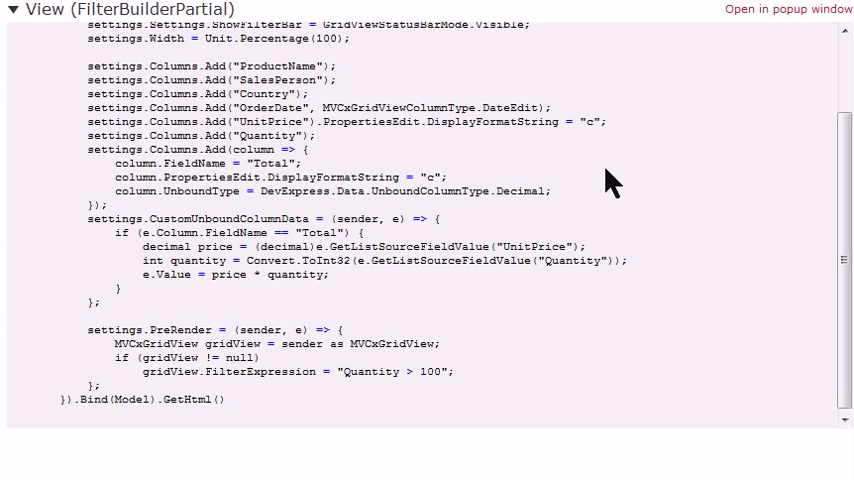 ▼ View (FilterBuilderPartial)
Open in popup window
settings.Settings.ShowFilterBar = GridViewStatusBarMode.Visible;
settings.Width = Unit.Percentage(100);
settings.Columns.Add("ProductName");
settings.Columns.Add("SalesPerson");
settings.Columns.Add("Country");
settings.Columns.Add("OrderDate", MVCxGridViewColumnType.DateEdit);
settings.Columns.Add("UnitPrice").PropertiesEdit.DisplayFormatString = "c";
settings.Columns.Add("Quantity");
settings.Columns.Add(column => {
column.FieldName = "Total";
column.PropertiesEdit.DisplayFormatString = "c";
column.UnboundType = DevExpress.Data.UnboundColumnType.Decimal;
});
settings.CustomUnboundColumnData = (sender, e) => {
if (e.Column.FieldName == "Total") {
decimal price = (decimal)e.GetListSourceFieldValue("UnitPrice");
int quantity = Convert.ToInt32(e.GetListSourceFieldValue("Quantity"));
e.Value = price * quantity;
}
};
settings.PreRender = (sender, e) => {
MVCxGridView gridView = sender as MVCxGridView;
if (gridView != null)
gridView.FilterExpression = "Quantity > 100";
};
}).Bind(Model).GetHtml()